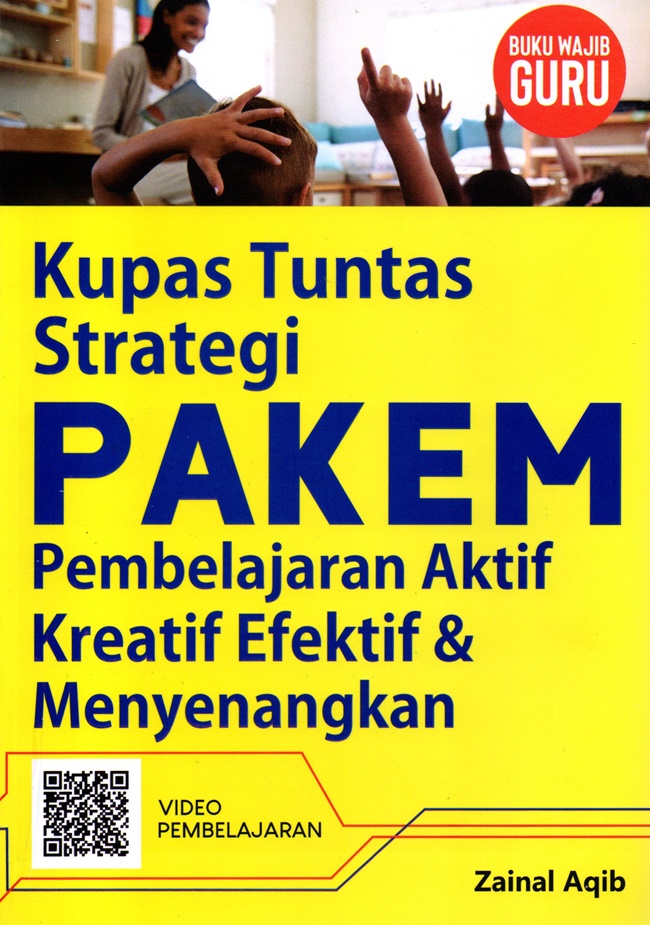 BUKU WAJIB
GURU
Kupas Tuntas
Strategi
PAKEM
Pembelajaran Aktif
Kreatif Efektif &
Menyenangkan
VIDEO
PEMBELAJARAN
Zainal Aqib